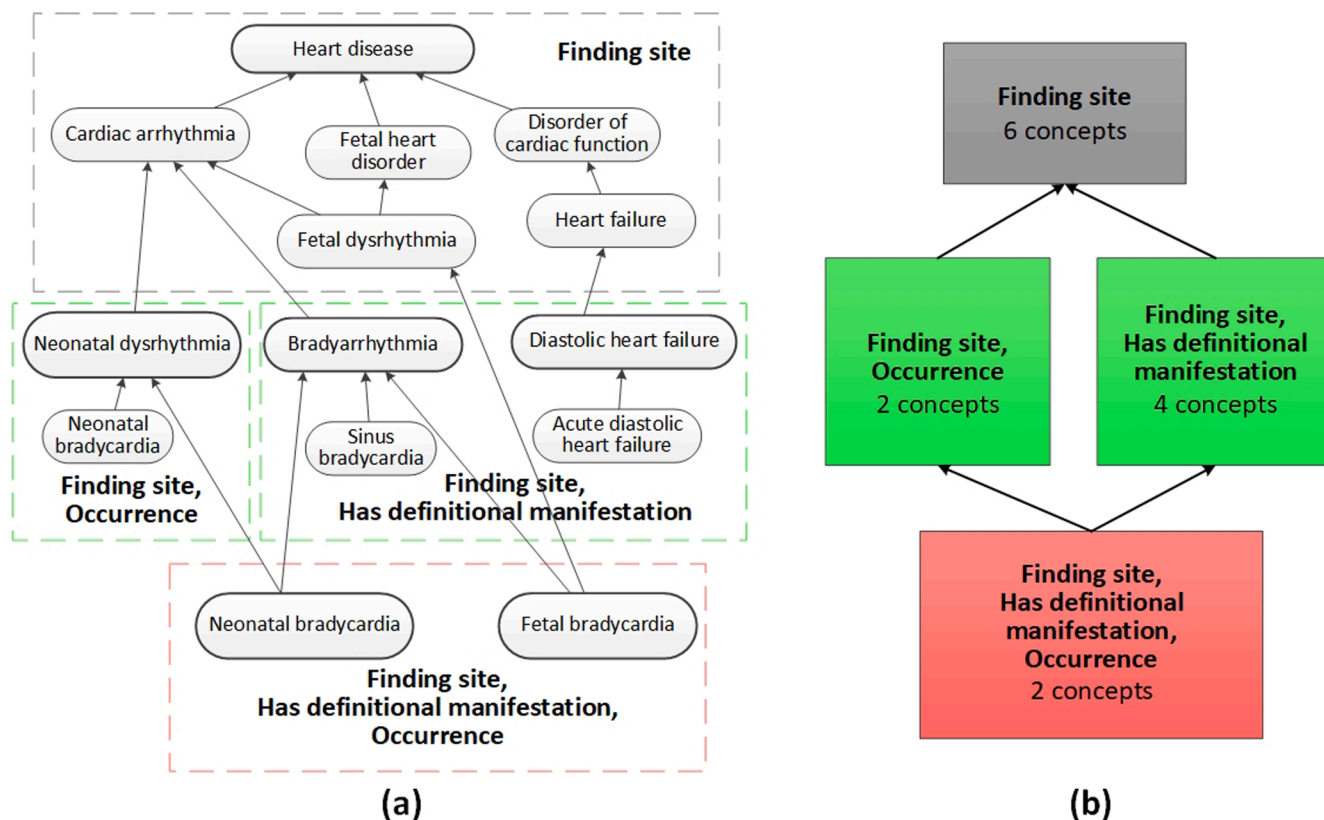 Heart disease
Finding site
Cardiac arrhythmia
Fetal heart
disorder
Disorder of
cardiac function
Fetal dysrhythmia
Heart failure
Neonatal dysrhythmia
Bradyarrhythmia
Diastolic heart failure
Neonatal
bradycardia
Sinus
bradycardia
Acute diastolic
heart failure
Finding site,
Occurrence
Finding site,
Has definitional manifestation
Neonatal bradycardia
Fetal bradycardia
Finding site,
Has definitional manifestation,
Occurrence
(a)
Finding site
6 concepts
Finding site,
Occurrence
2 concepts
Finding site,
Has definitional
manifestation
4 concepts
Finding site,
Has definitional
manifestation,
Occurrence
2 concepts
(b)